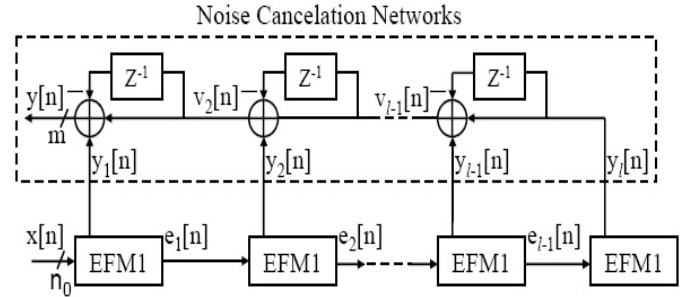 Noise Cancelation Networks
Z⁻¹ Z⁻¹ Z⁻¹
y[n] − v₂[n] − vₗ₋₁[n] −
m
y₁[n] y₂[n] yₗ₋₁[n] yₗ[n]
x[n] e₁[n] e₂[n] eₗ₋₁[n]
EFM1 EFM1 EFM1 EFM1
n₀